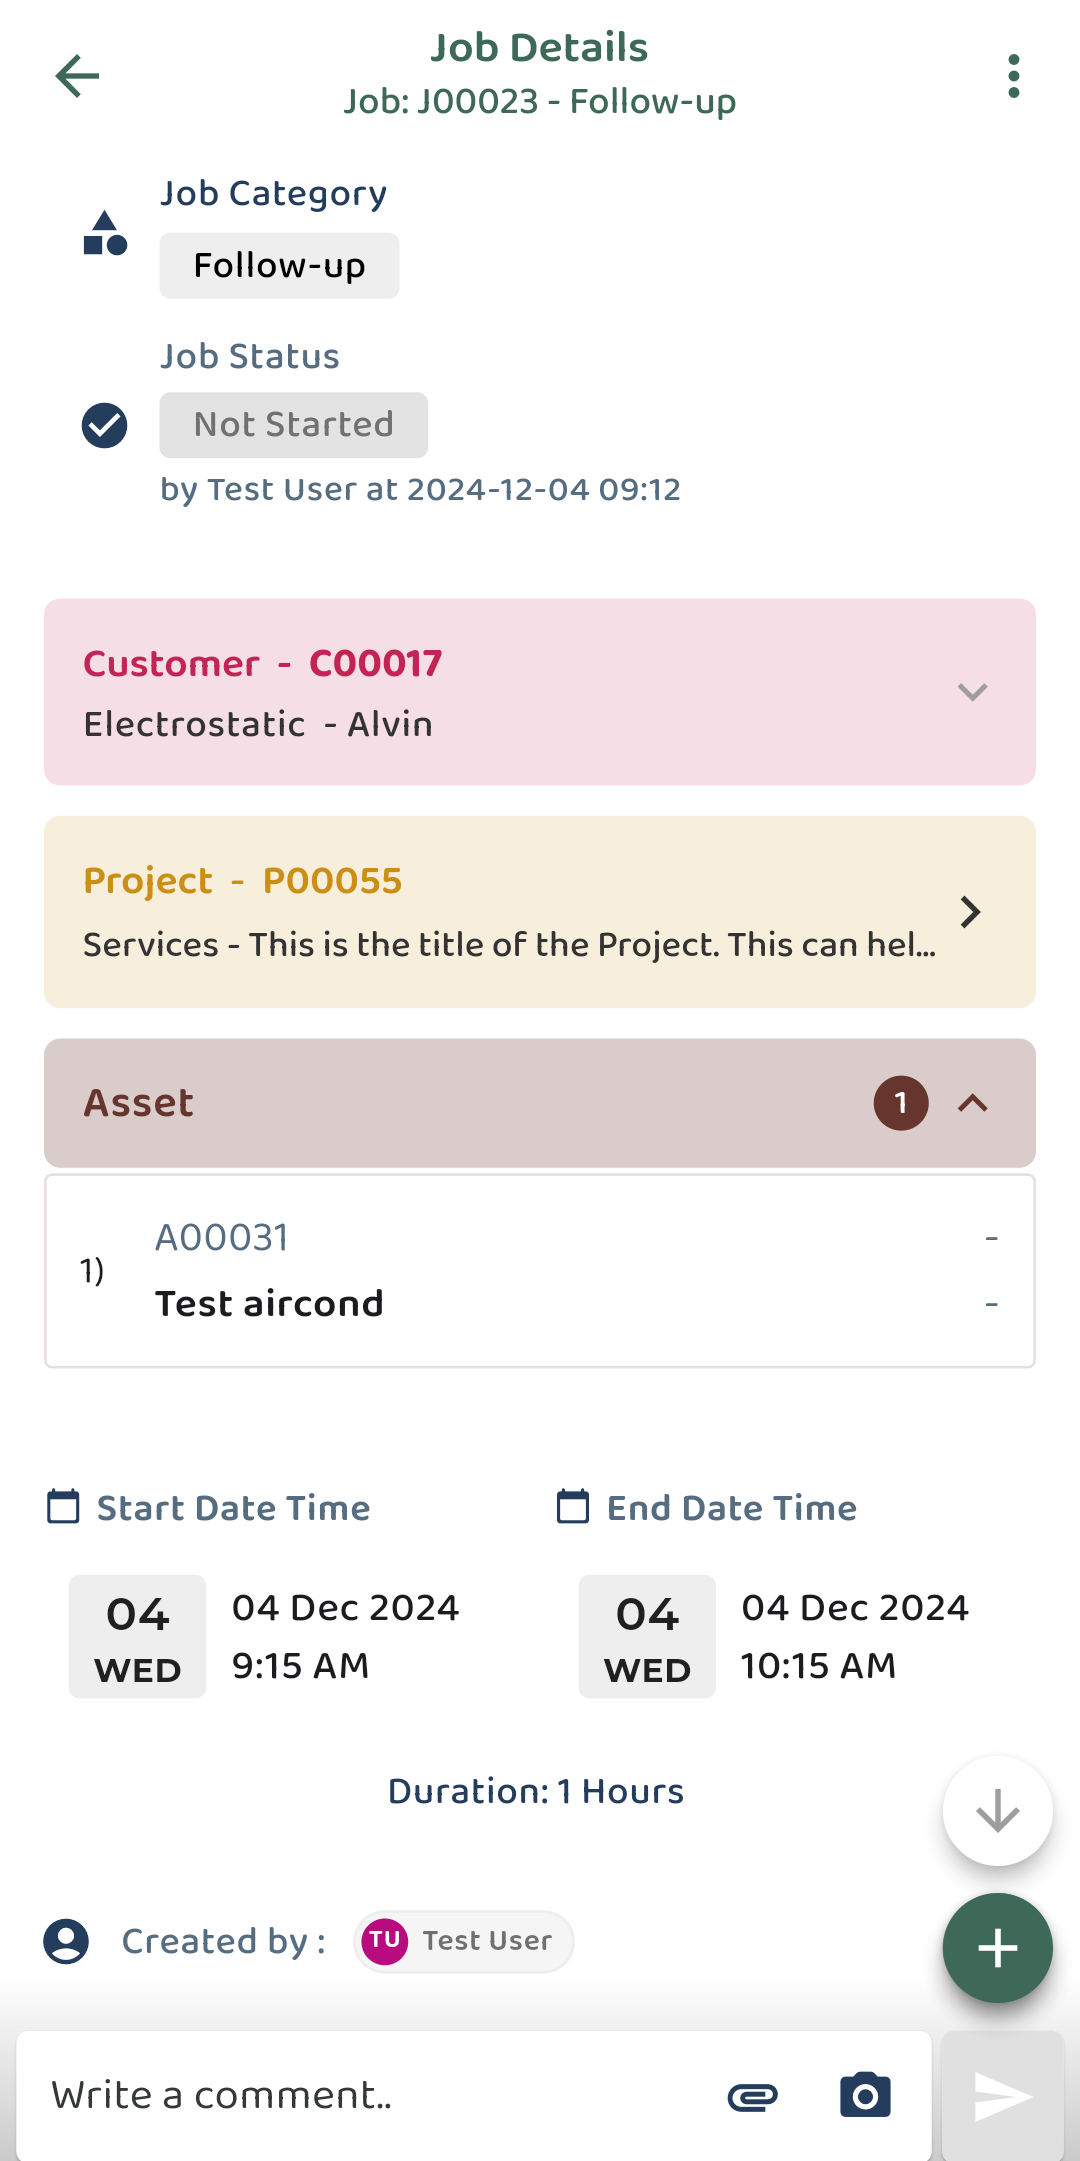 Job Details
Job: J00023 - Follow-up
Job Category
Follow-up
Job Status
Not Started
by Test User at 2024-12-04 09:12
Customer - C00017
Electrostatic - Alvin
Project - P00055
Services - This is the title of the Project. This can hel...
Asset 1
A00031 -
1)
Test aircond -
Start Date Time
End Date Time
04 WED
04 Dec 2024
9:15 AM
04 WED
04 Dec 2024
10:15 AM
Duration: 1 Hours
Created by : TU Test User
Write a comment..